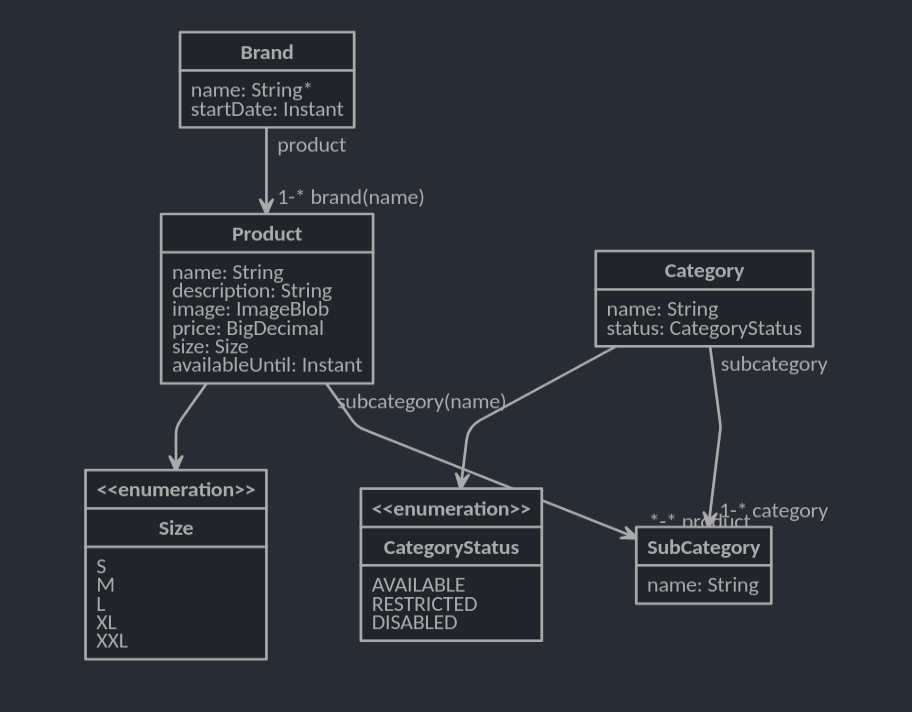 Brand
name: String*
startDate: Instant
product
1-* brand(name)
Product
name: String
description: String
image: ImageBlob
price: BigDecimal
size: Size
availableUntil: Instant
Category
name: String
status: CategoryStatus
subcategory
subcategory(name)
<<enumeration>>
Size
S
M
L
XL
XXL
<<enumeration>>
CategoryStatus
AVAILABLE
RESTRICTED
DISABLED
1-* category
*-* product
SubCategory
name: String